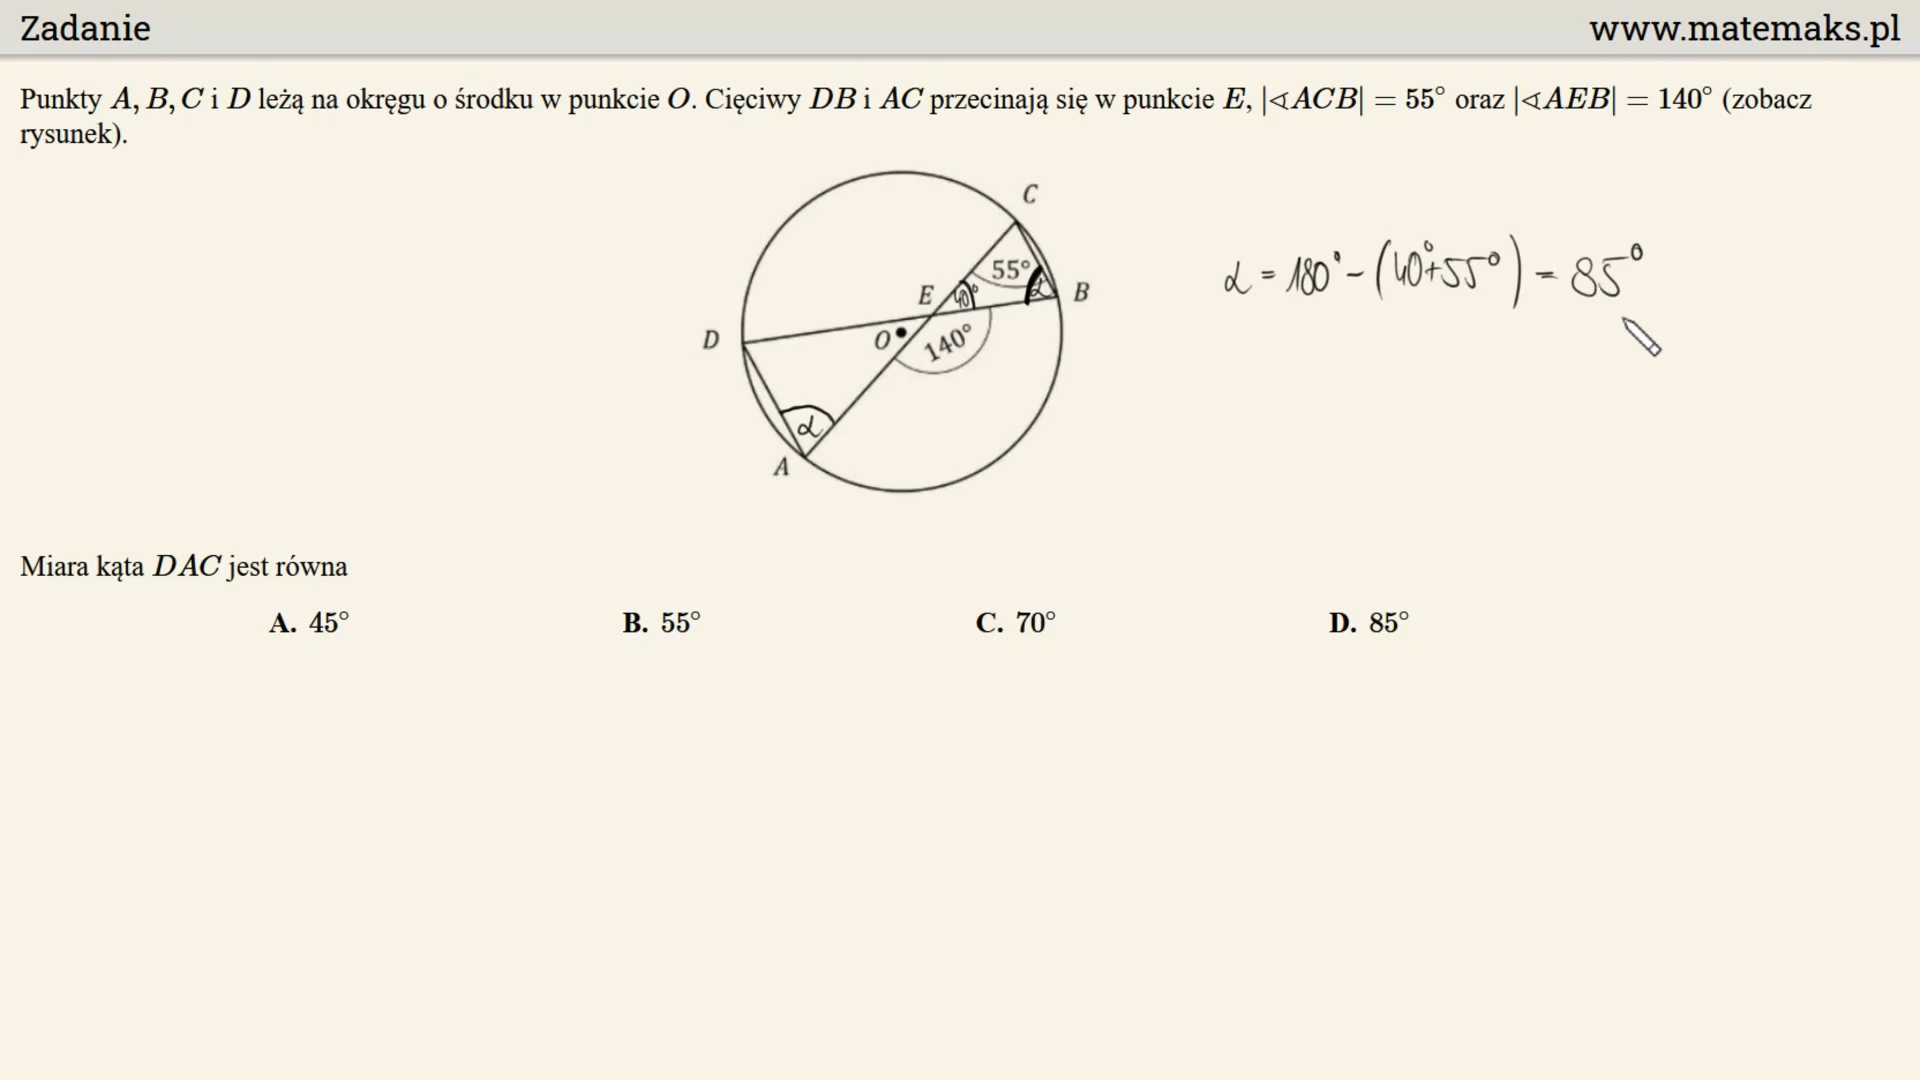 Zadanie
www.matemaks.pl
Punkty A, B, C i D leżą na okręgu o środku w punkcie O. Cięciwy DB i AC przecinają się w punkcie E, |∢ACB| = 55° oraz |∢AEB| = 140° (zobacz
rysunek).
C
55°
α
B
E
40°
D
O
140°
α
A
α = 180° - (40° + 55°) = 85°
Miara kąta DAC jest równa
A. 45°
B. 55°
C. 70°
D. 85°